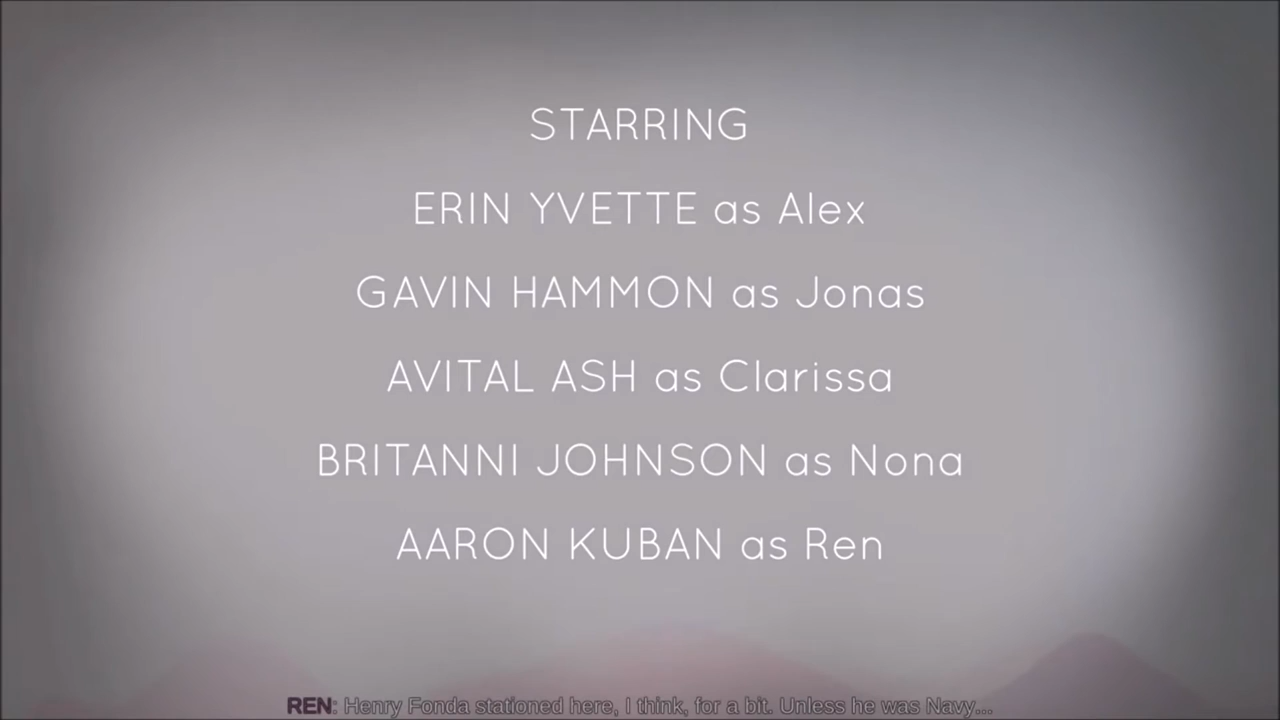 STARRING
ERIN YVETTE as Alex
GAVIN HAMMON as Jonas
AVITAL ASH as Clarissa
BRITANNI JOHNSON as Nona
AARON KUBAN as Ren
REN: Henry Fonda stationed here, I think, for a bit. Unless he was Navy...